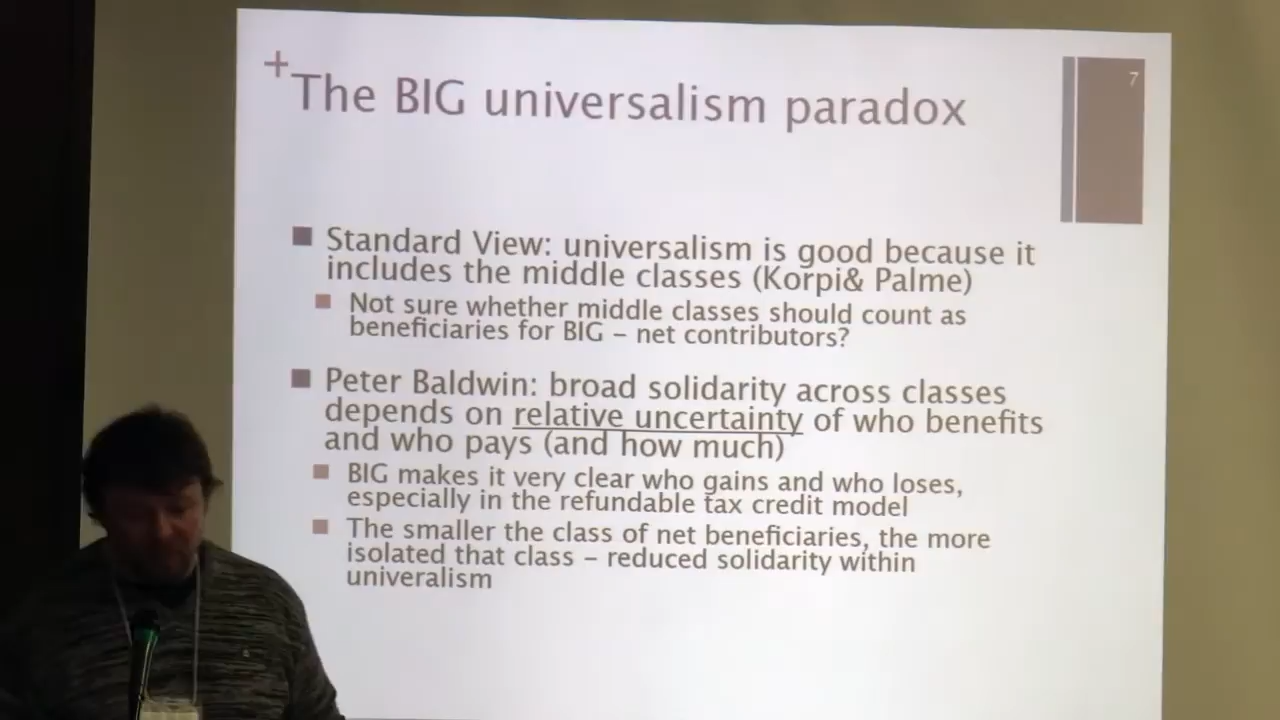 +
The BIG universalism paradox
7
Standard View: universalism is good because it
includes the middle classes (Korpi& Palme)
Not sure whether middle classes should count as
beneficiaries for BIG – net contributors?
Peter Baldwin: broad solidarity across classes
depends on relative uncertainty of who benefits
and who pays (and how much)
BIG makes it very clear who gains and who loses,
especially in the refundable tax credit model
The smaller the class of net beneficiaries, the more
isolated that class – reduced solidarity within
univeralism